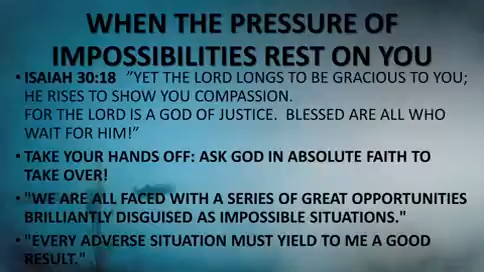 WHEN THE PRESSURE OF
IMPOSSIBILITIES REST ON YOU
• ISAIAH 30:18 ”YET THE LORD LONGS TO BE GRACIOUS TO YOU;
HE RISES TO SHOW YOU COMPASSION.
FOR THE LORD IS A GOD OF JUSTICE. BLESSED ARE ALL WHO
WAIT FOR HIM!”
• TAKE YOUR HANDS OFF: ASK GOD IN ABSOLUTE FAITH TO
TAKE OVER!
• "WE ARE ALL FACED WITH A SERIES OF GREAT OPPORTUNITIES
BRILLIANTLY DISGUISED AS IMPOSSIBLE SITUATIONS."
• "EVERY ADVERSE SITUATION MUST YIELD TO ME A GOOD
RESULT."